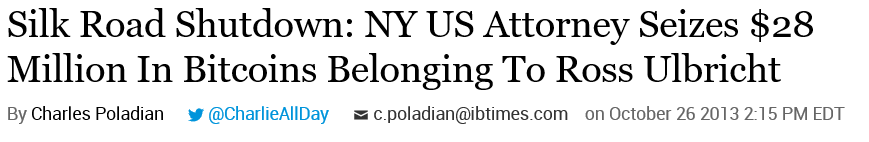 Silk Road Shutdown: NY US Attorney Seizes $28
Million In Bitcoins Belonging To Ross Ulbricht
By Charles Poladian @CharlieAllDay c.poladian@ibtimes.com on October 26 2013 2:15 PM EDT